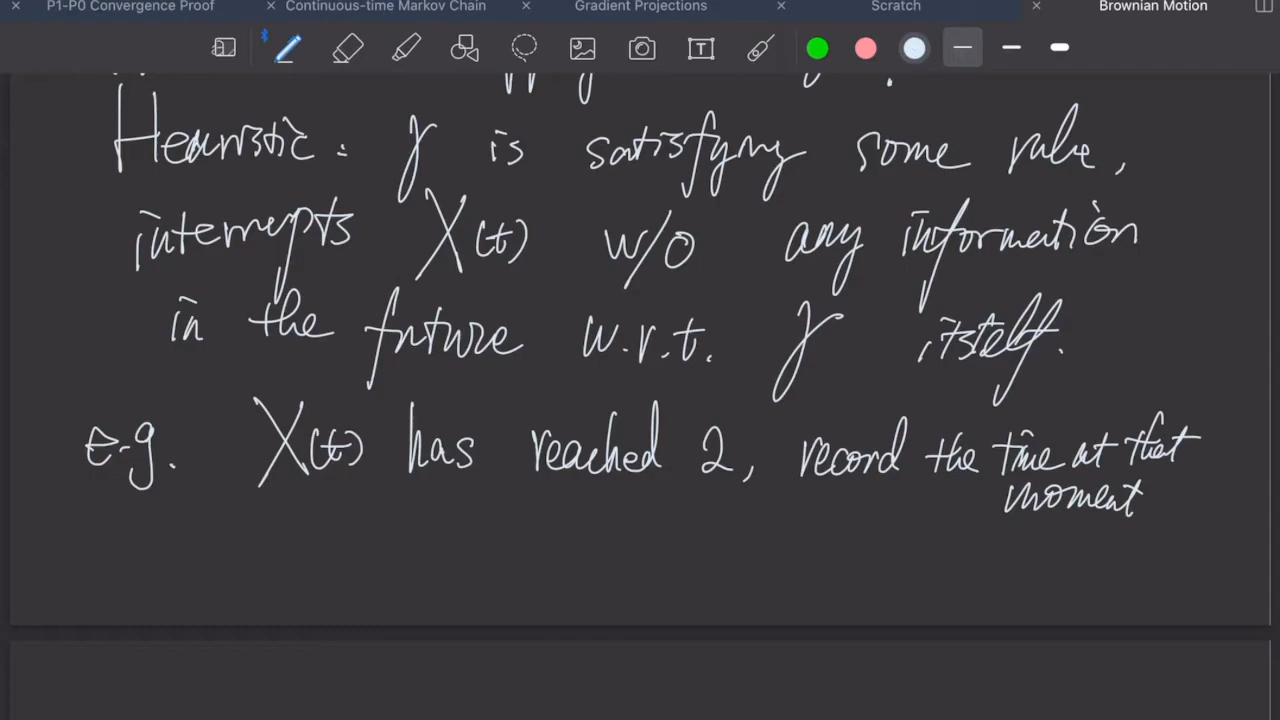 P1-P0 Convergence Proof × Continuous-time Markov Chain × Gradient Projections × Scratch × Brownian Motion
Heuristic: γ is satisfying some value,
interrupts X(t) w/o any information
in the future w.r.t. γ itself.
e.g. X(t) has reached 2, record the time at that
moment